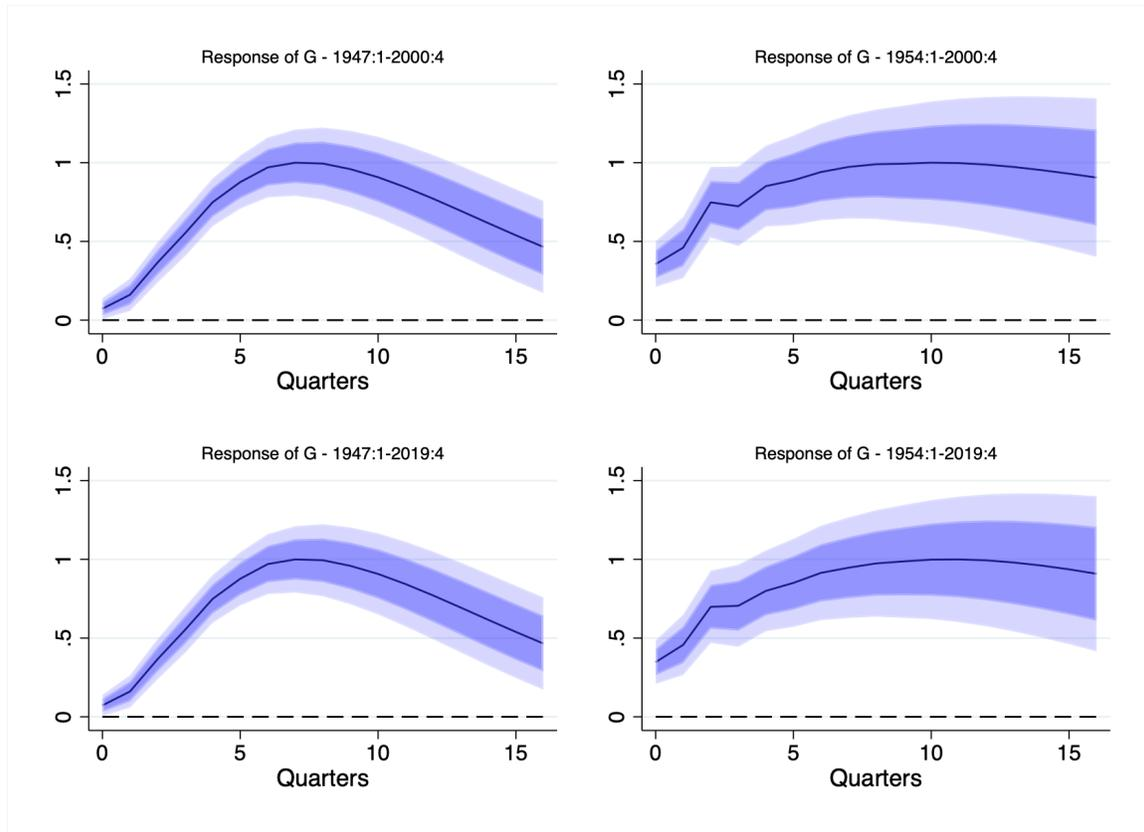 Response of G - 1947:1-2000:4
1.5
1
.5
0
0 5 10 15
Quarters
Response of G - 1954:1-2000:4
1.5
1
.5
0
0 5 10 15
Quarters
Response of G - 1947:1-2019:4
1.5
1
.5
0
0 5 10 15
Quarters
Response of G - 1954:1-2019:4
1.5
1
.5
0
0 5 10 15
Quarters